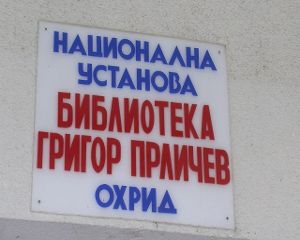 НАЦИОНАЛНА
УСТАНОВА
БИБЛИОТЕКА
ГРИГОР ПРЛИЧЕВ
ОХРИД